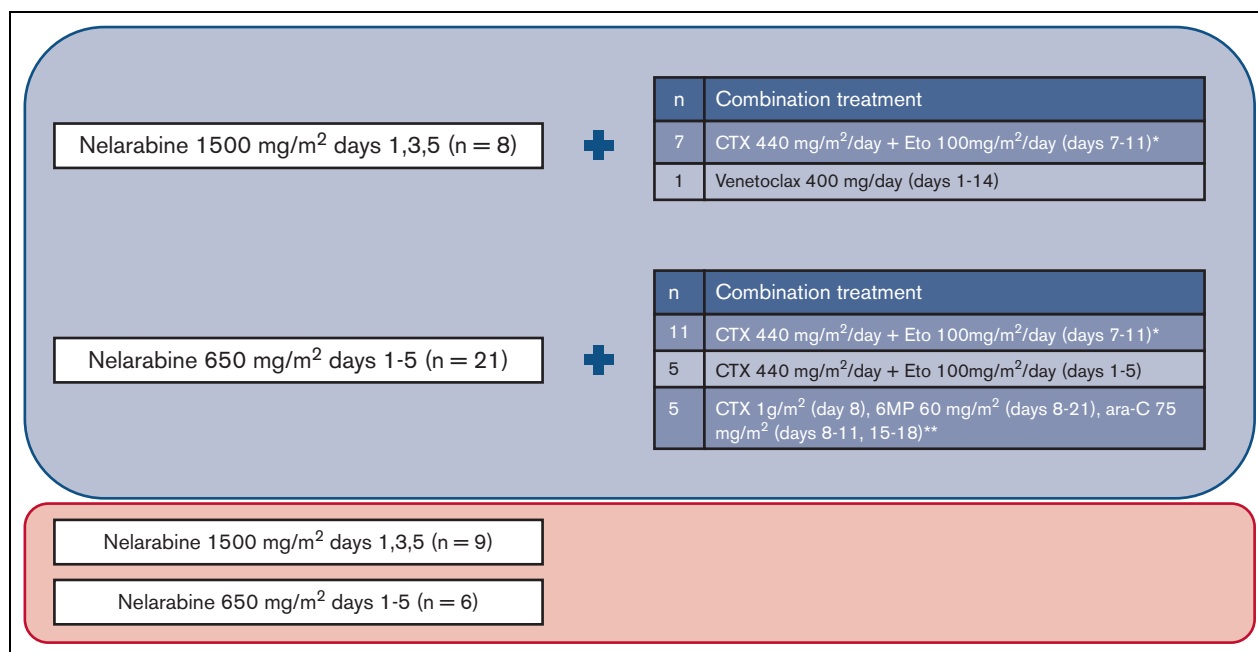 n Combination treatment
Nelarabine 1500 mg/m² days 1,3,5 (n = 8)
7 CTX 440 mg/m²/day + Eto 100mg/m²/day (days 7-11)*
1 Venetoclax 400 mg/day (days 1-14)
n Combination treatment
Nelarabine 650 mg/m² days 1-5 (n = 21)
11 CTX 440 mg/m²/day + Eto 100mg/m²/day (days 7-11)*
5 CTX 440 mg/m²/day + Eto 100mg/m²/day (days 1-5)
5 CTX 1g/m² (day 8), 6MP 60 mg/m² (days 8-21), ara-C 75
mg/m² (days 8-11, 15-18)**
Nelarabine 1500 mg/m² days 1,3,5 (n = 9)
Nelarabine 650 mg/m² days 1-5 (n = 6)